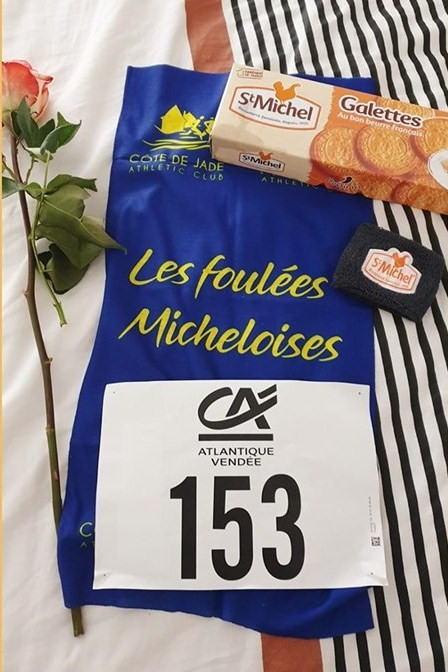 St Michel
Galettes
Au bon beurre français
St Michel
CÔTE DE JADE
ATHLETIC CLUB
St Michel
Les foulées
Micheloises
CA
ATLANTIQUE
VENDÉE
153